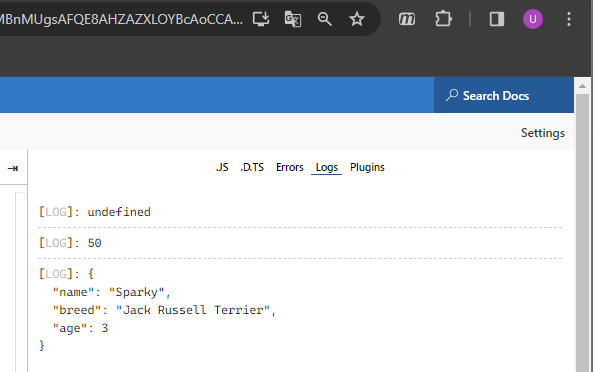 MBnMUgsAFQE8AHZAZXLOYBcAoCCA...
U
Search Docs
Settings
.JS .D.TS Errors Logs Plugins
[LOG]: undefined
[LOG]: 50
[LOG]: {
"name": "Sparky",
"breed": "Jack Russell Terrier",
"age": 3
}